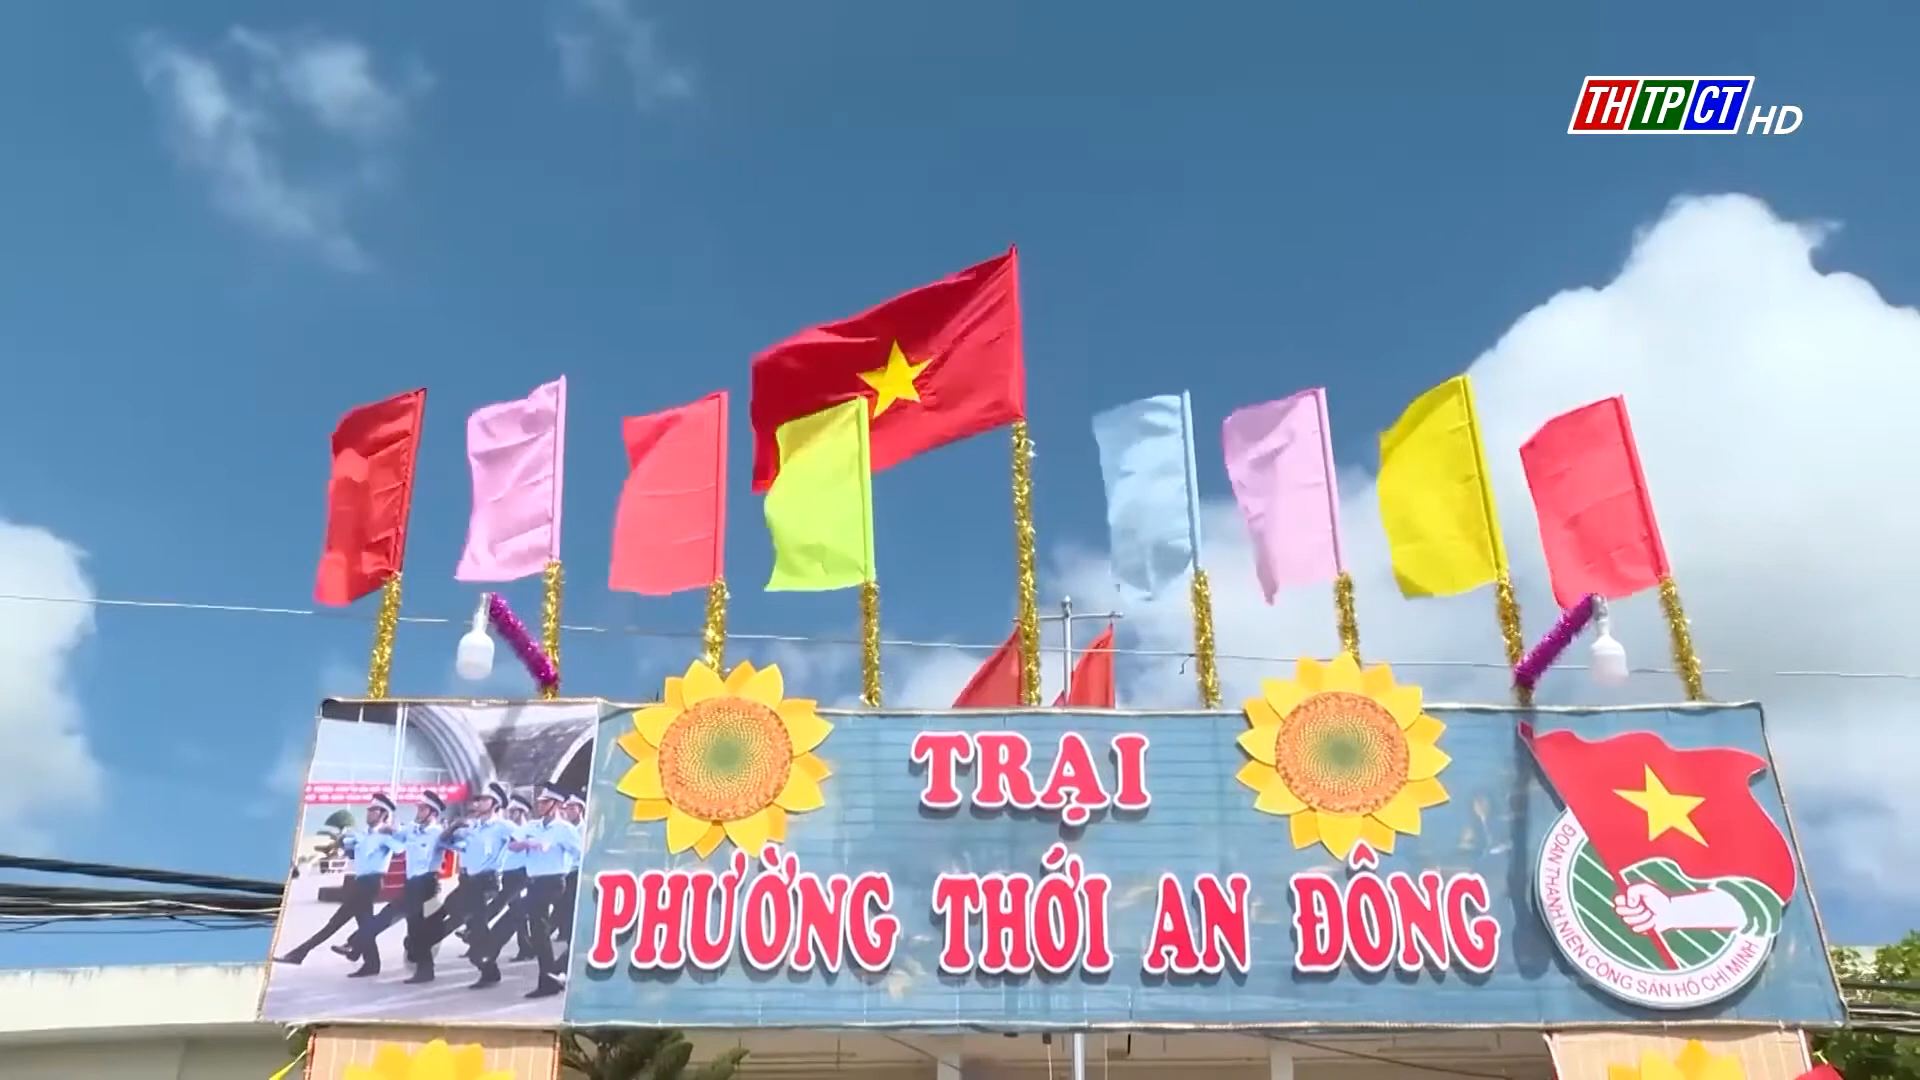 THTPCT HD
TRẠI
PHƯỜNG THỚI AN ĐÔNG
ĐOÀN THANH NIÊN CỘNG SẢN HỒ CHÍ MINH